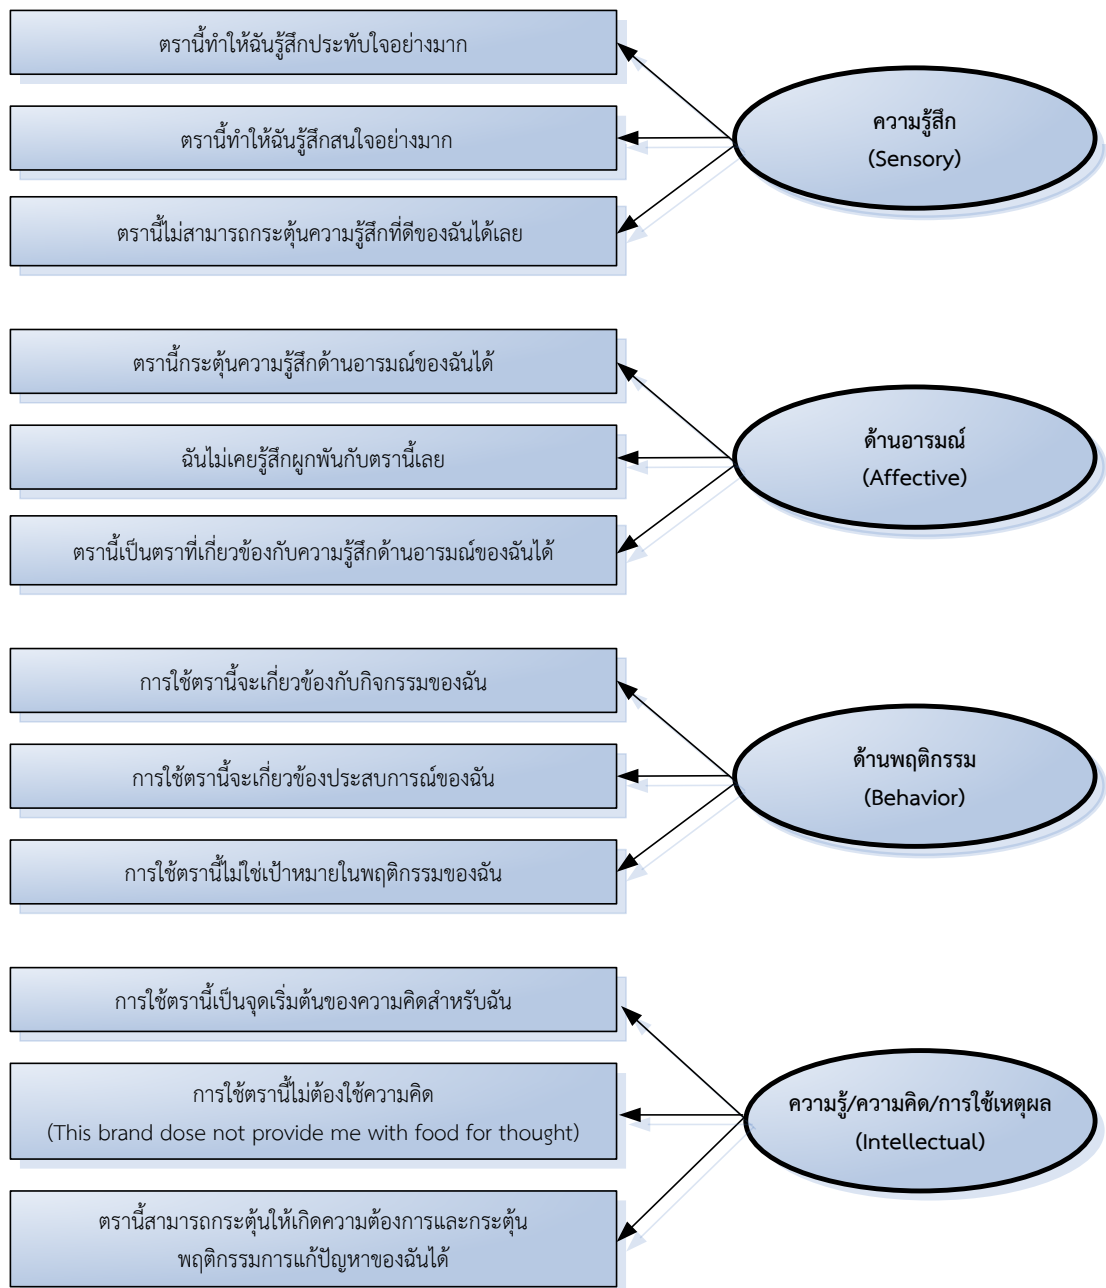 ตรานี้ทำให้ฉันรู้สึกประทับใจอย่างมาก
ตรานี้ทำให้ฉันรู้สึกสนใจอย่างมาก
ตรานี้ไม่สามารถกระตุ้นความรู้สึกที่ดีของฉันได้เลย
ความรู้สึก
(Sensory)
ตรานี้กระตุ้นความรู้สึกด้านอารมณ์ของฉันได้
ฉันไม่เคยรู้สึกผูกพันกับตรานี้เลย
ตรานี้เป็นตราที่เกี่ยวข้องกับความรู้สึกด้านอารมณ์ของฉันได้
ด้านอารมณ์
(Affective)
การใช้ตรานี้จะเกี่ยวข้องกับกิจกรรมของฉัน
การใช้ตรานี้จะเกี่ยวข้องประสบการณ์ของฉัน
การใช้ตรานี้ไม่ใช่เป้าหมายในพฤติกรรมของฉัน
ด้านพฤติกรรม
(Behavior)
การใช้ตรานี้เป็นจุดเริ่มต้นของความคิดสำหรับฉัน
การใช้ตรานี้ไม่ต้องใช้ความคิด
(This brand dose not provide me with food for thought)
ตรานี้สามารถกระตุ้นให้เกิดความต้องการและกระตุ้น
พฤติกรรมการแก้ปัญหาของฉันได้
ความรู้/ความคิด/การใช้เหตุผล
(Intellectual)